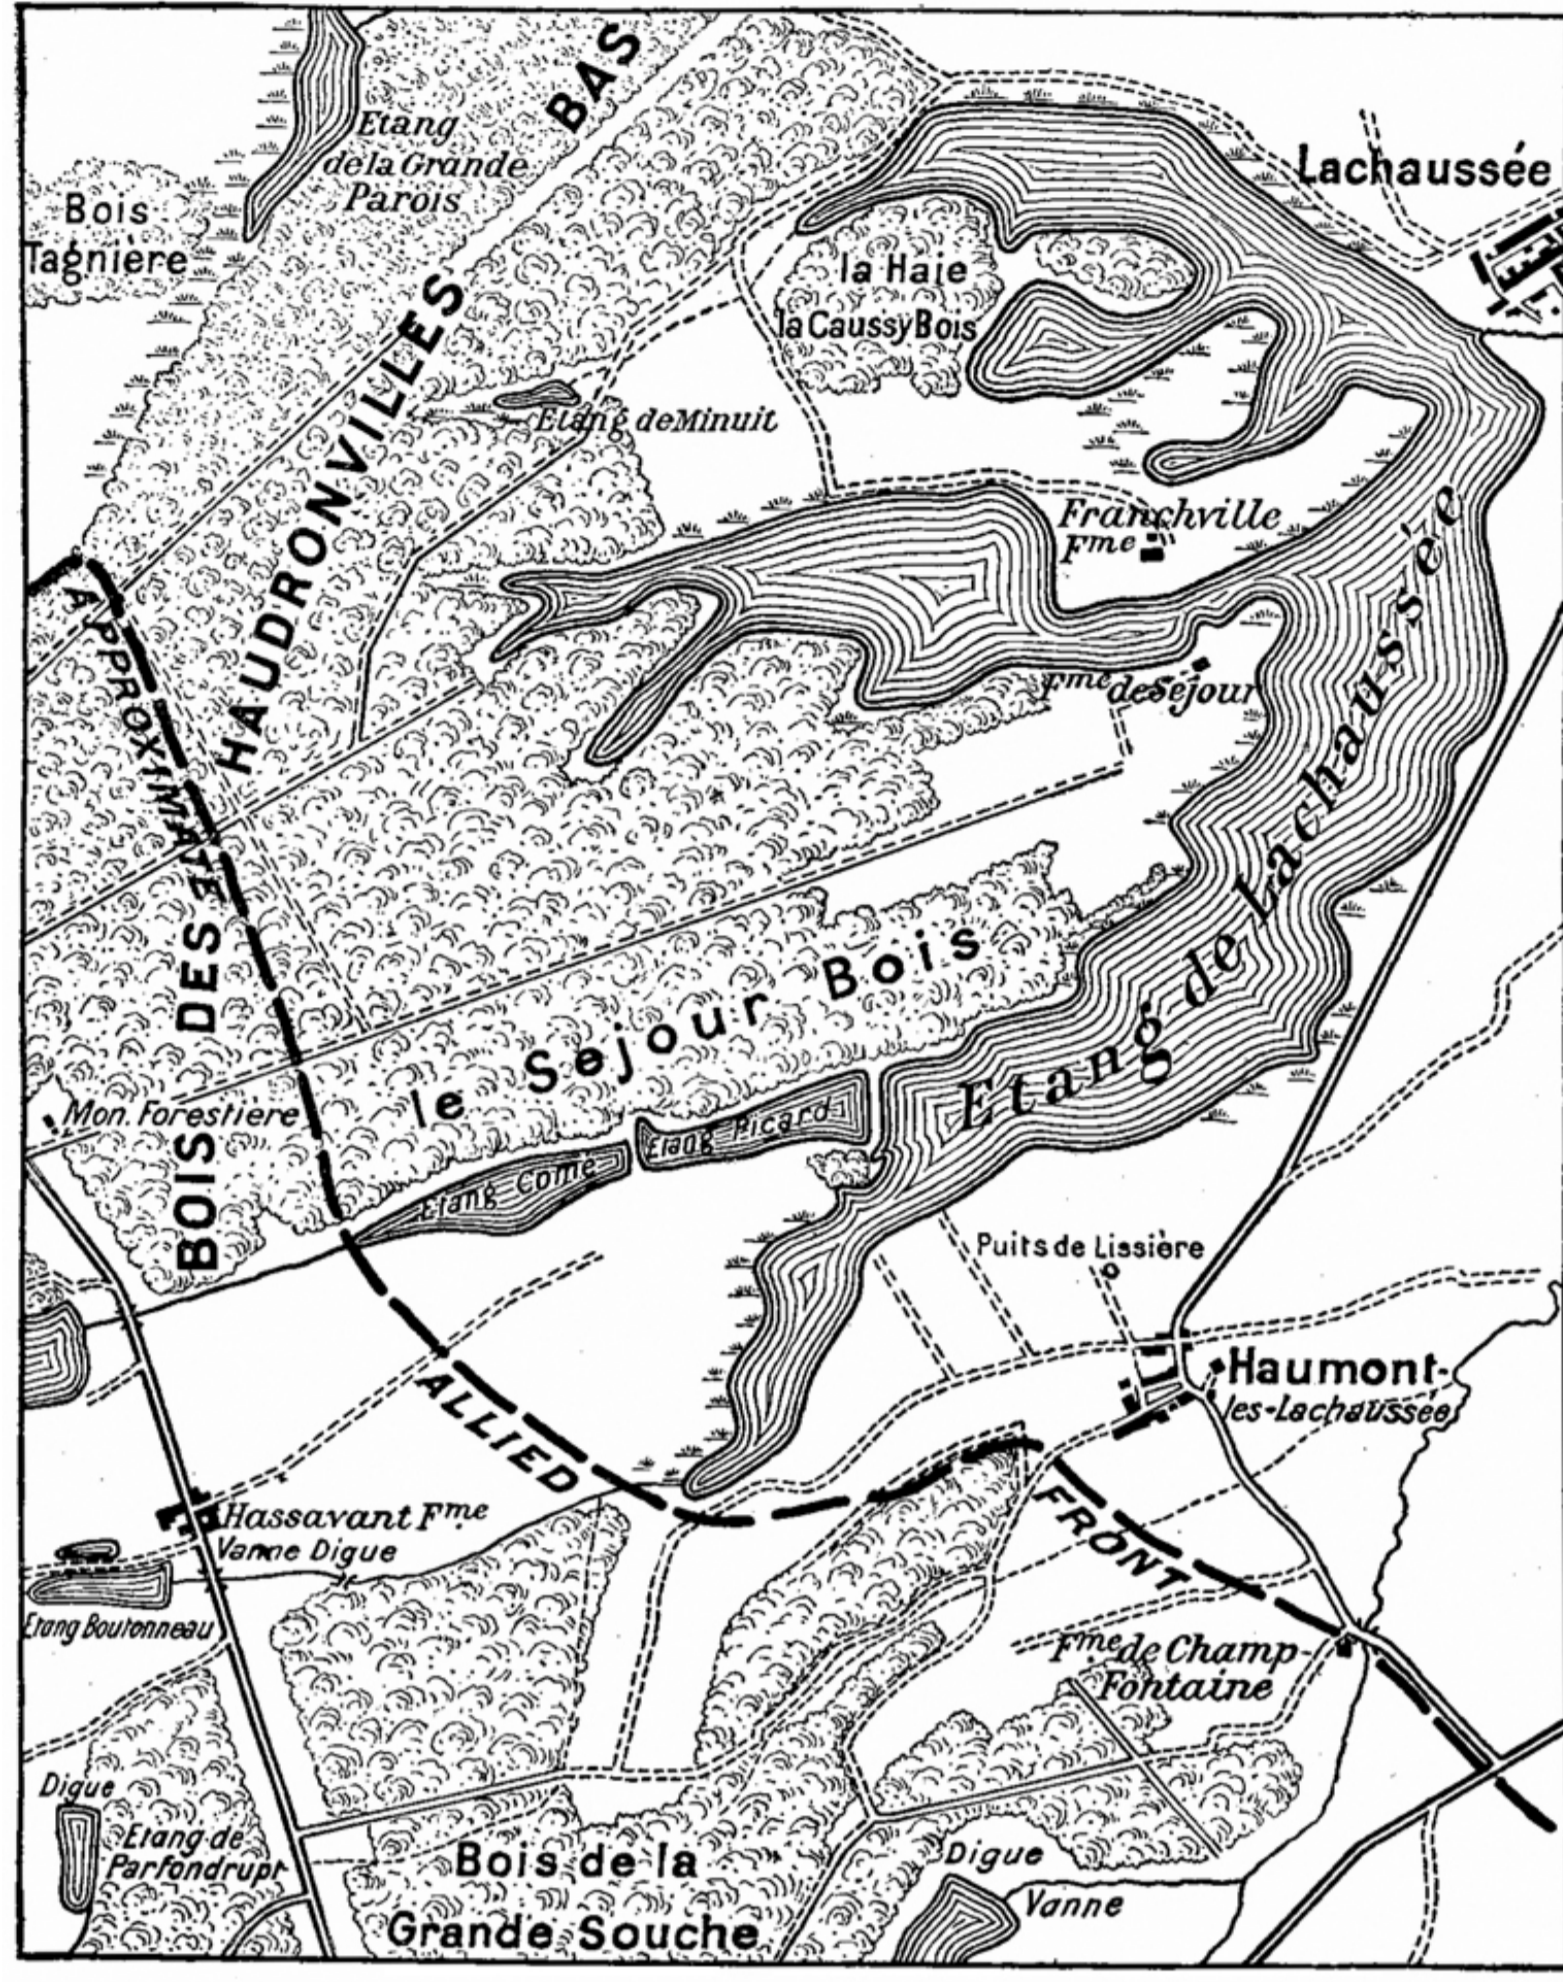 BAS
Etang
de la Grande
Parois
Lachaussée
Bois
Tagnière
la Haie
la Caussy Bois
Etang de Minuit
HAUDRONVILLES
Franchville
Fme
Fme de Séjour
APPROXIMATE
Etang de Lachaussée
le Sejour Bois
BOIS DES
Mon. Forestière
Etang Picard
Etang Come
Puits de Lissière
Haumont-
les-Lachaussée
ALLIED
FRONT
Hassavant Fme
Vanne Digue
Etang Boutonneau
Fme de Champ-
Fontaine
Digue
Etang de
Parfondrupt
Bois de la
Grande Souche
Digue
Vanne